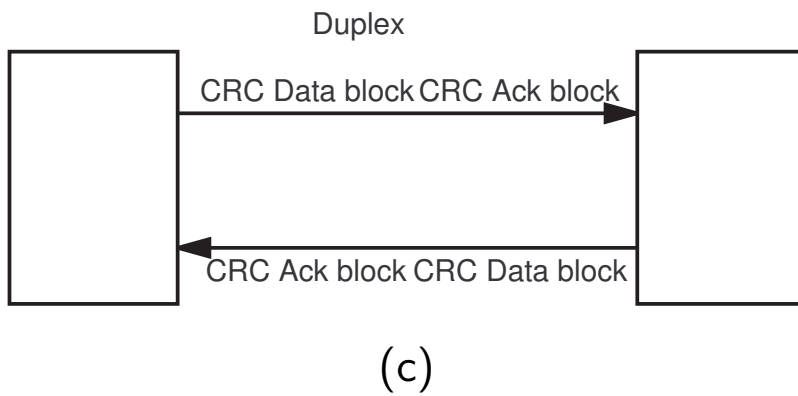 Duplex
CRC Data block CRC Ack block
CRC Ack block CRC Data block
(c)